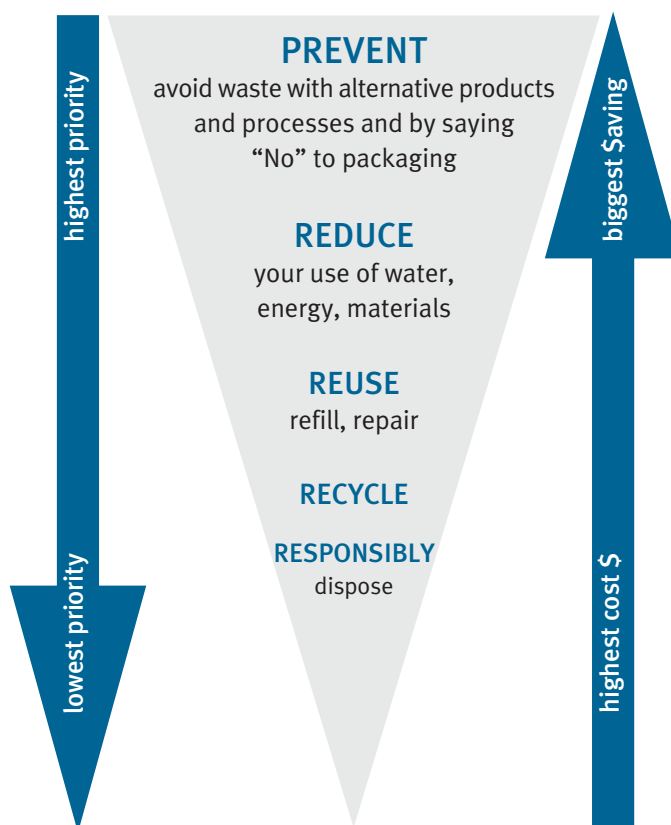 highest priority
lowest priority
PREVENT
avoid waste with alternative products
and processes and by saying
“No” to packaging
REDUCE
your use of water,
energy, materials
REUSE
refill, repair
RECYCLE
RESPONSIBLY
dispose
biggest $aving
highest cost $